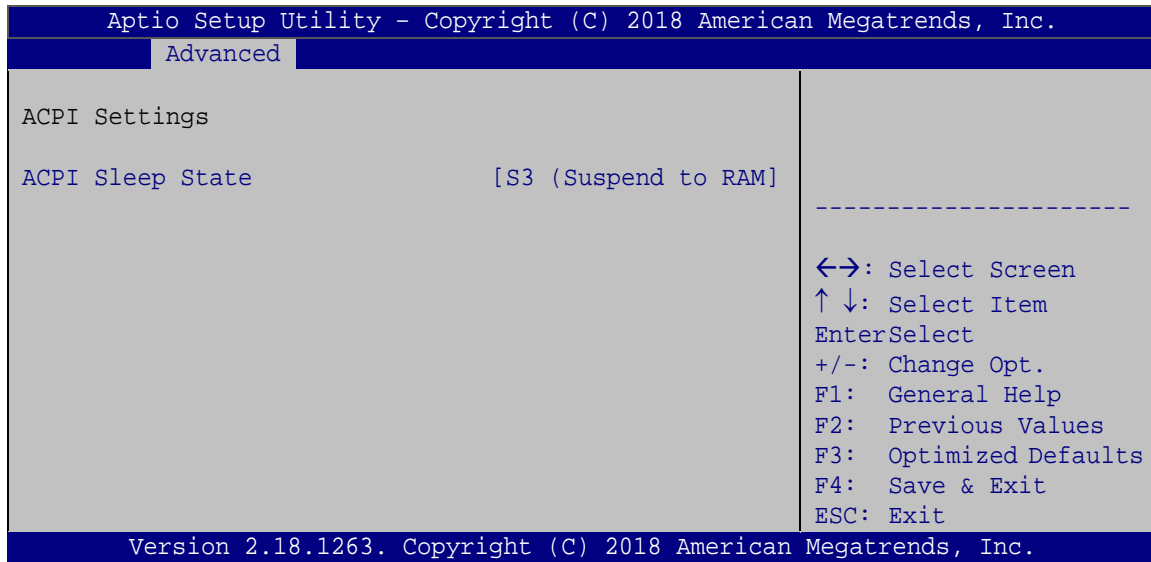 Aptio Setup Utility – Copyright (C) 2018 American Megatrends, Inc.
Advanced
ACPI Settings
ACPI Sleep State [S3 (Suspend to RAM]
----------------------
←→: Select Screen
↑ ↓: Select Item
EnterSelect
+/-: Change Opt.
F1: General Help
F2: Previous Values
F3: Optimized Defaults
F4: Save & Exit
ESC: Exit
Version 2.18.1263. Copyright (C) 2018 American Megatrends, Inc.